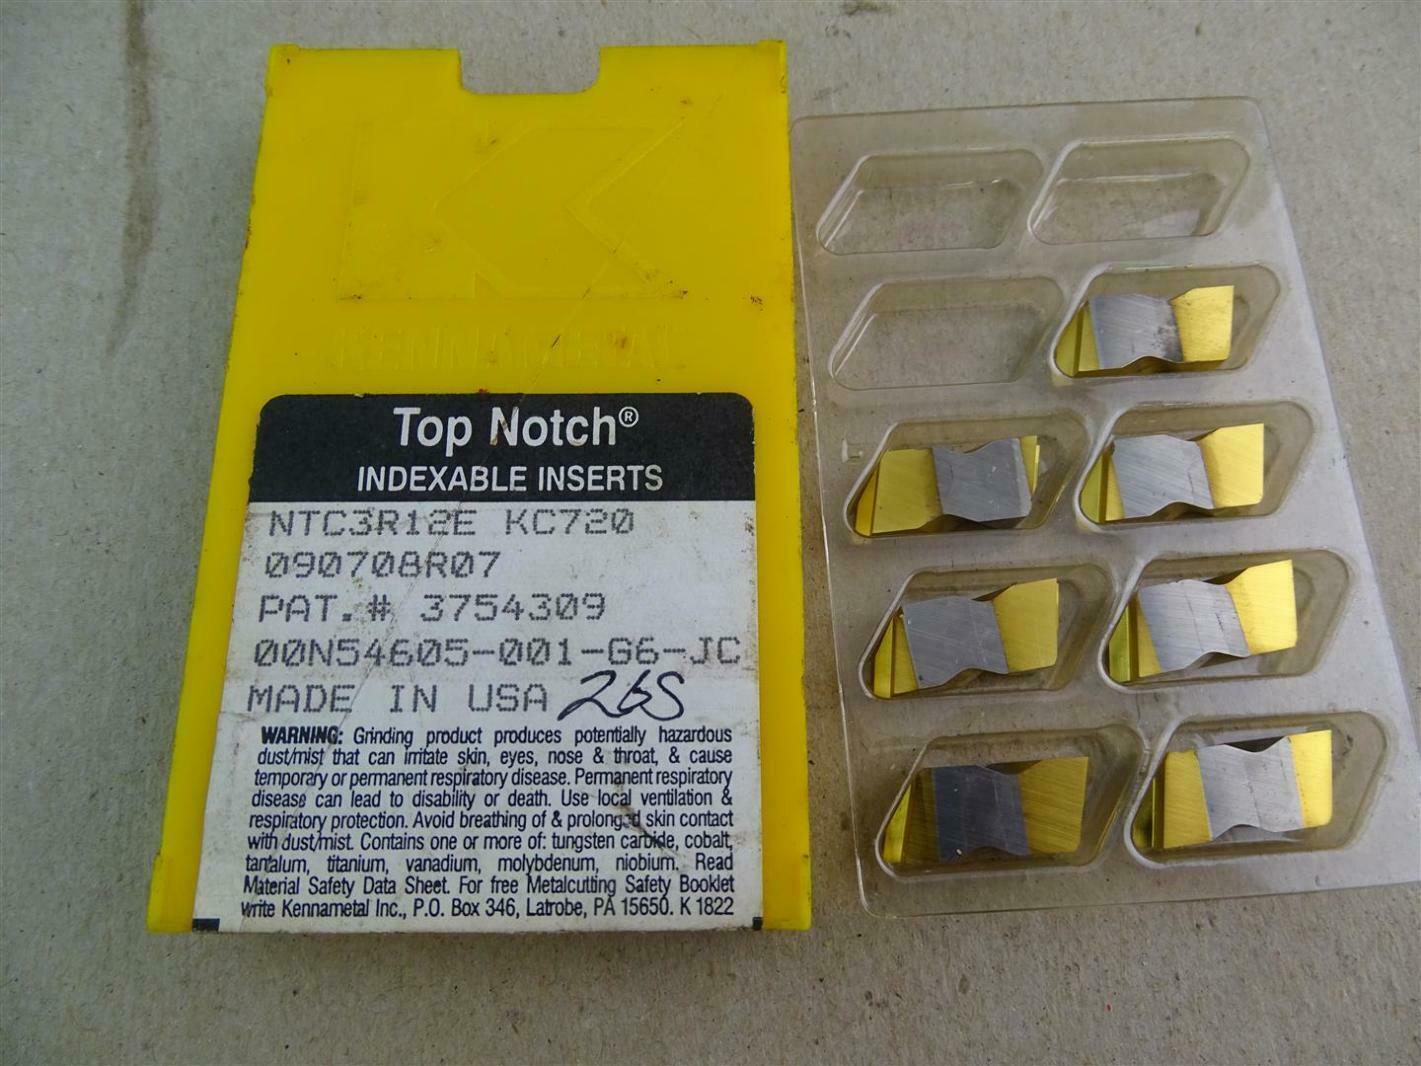 KENNAMETAL
Top Notch®
INDEXABLE INSERTS
NTC3R12E KC720
090708R07
PAT.# 3754309
00N54605-001-G6-JC
MADE IN USA 26S
WARNING: Grinding product produces potentially hazardous
dust/mist that can irritate skin, eyes, nose & throat, & cause
temporary or permanent respiratory disease. Permanent respiratory
disease can lead to disability or death. Use local ventilation &
respiratory protection. Avoid breathing of & prolonged skin contact
with dust/mist. Contains one or more of: tungsten carbide, cobalt,
tantalum, titanium, vanadium, molybdenum, niobium. Read
Material Safety Data Sheet. For free Metalcutting Safety Booklet
write Kennametal Inc., P.O. Box 346, Latrobe, PA 15650. K 1822